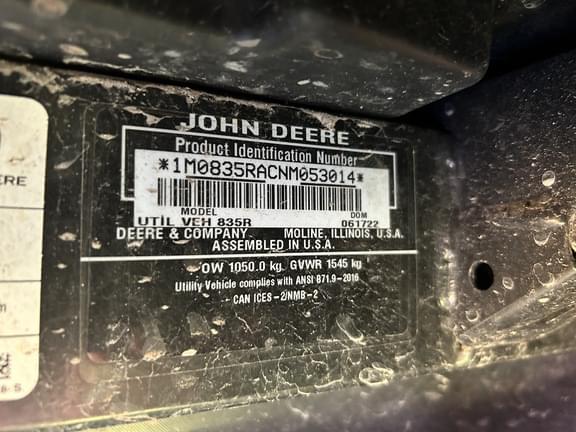 JOHN DEERE
Product Identification Number
*1M0835RACNM053014*
MODEL DOM
UTIL VEH 835R 061722
DEERE & COMPANY MOLINE, ILLINOIS, U.S.A.
ASSEMBLED IN U.S.A.
OW 1050.0 kg. GVWR 1545 kg
Utility Vehicle complies with ANSI B71.9-2016
CAN ICES-2/NMB-2
ERE